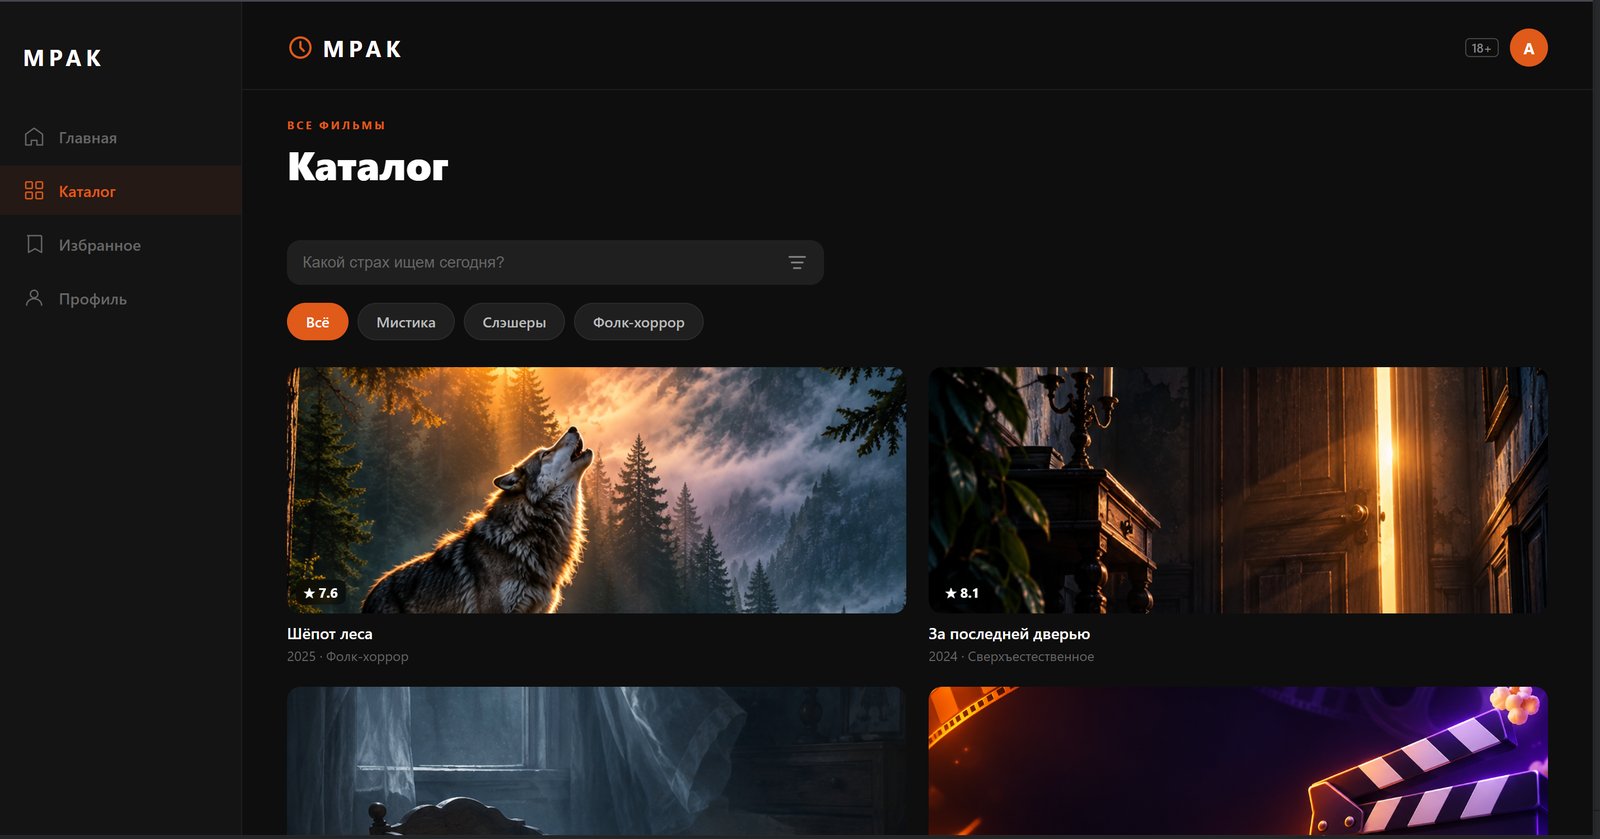 МРАК
Главная
Каталог
Избранное
Профиль
МРАК
18+
А
ВСЕ ФИЛЬМЫ
Каталог
Какой страх ищем сегодня?
Всё
Мистика
Слэшеры
Фолк-хоррор
★ 7.6
Шёпот леса
2025 · Фолк-хоррор
★ 8.1
За последней дверью
2024 · Сверхъестественное